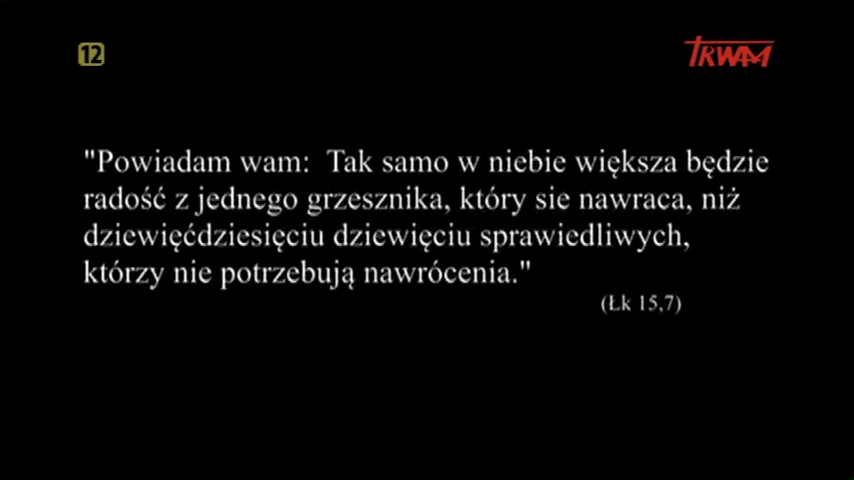 12
TRWAM
"Powiadam wam:  Tak samo w niebie większa będzie
radość z jednego grzesznika, który sie nawraca, niż
dziewięćdziesięciu dziewięciu sprawiedliwych,
którzy nie potrzebują nawrócenia."
(Łk 15,7)